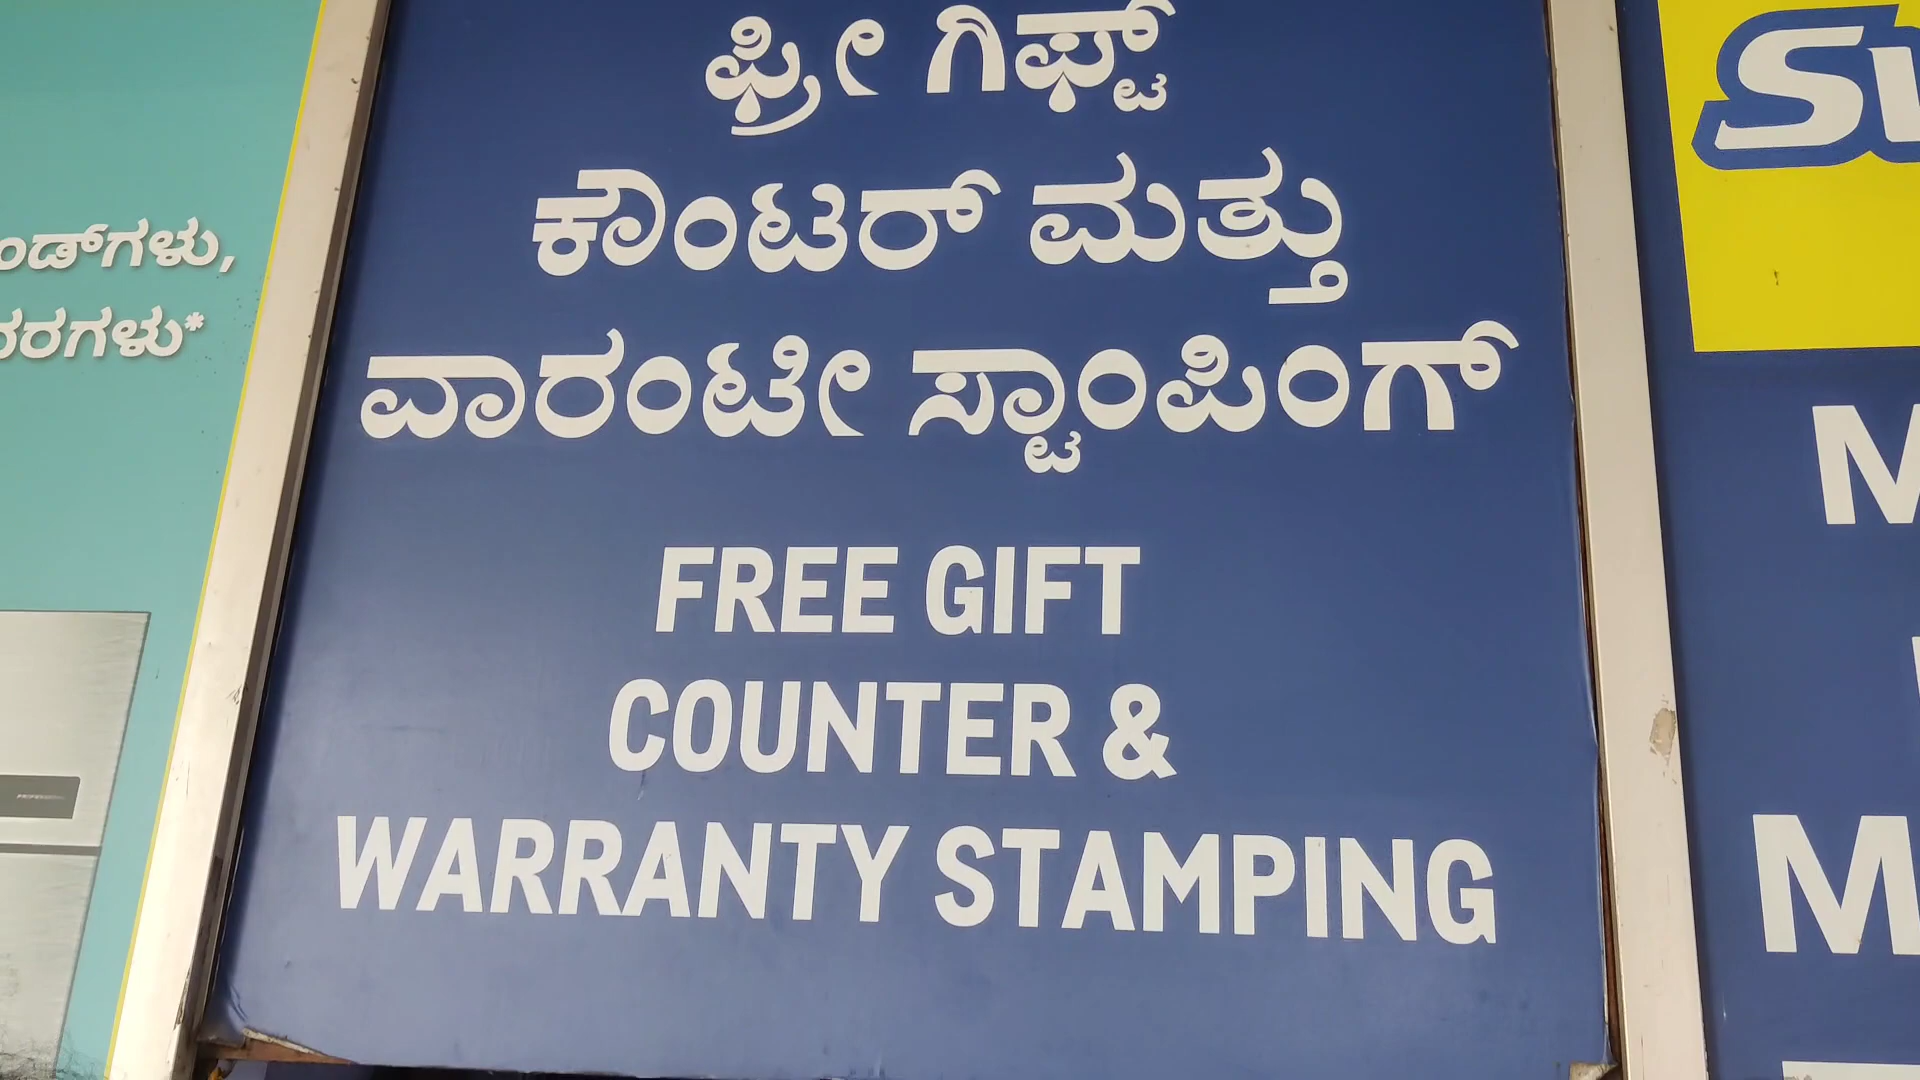 ಫ್ರೀ ಗಿಫ್ಟ್
ಕೌಂಟರ್ ಮತ್ತು
ವಾರಂಟೀ ಸ್ಟಾಂಪಿಂಗ್
FREE GIFT
COUNTER &
WARRANTY STAMPING